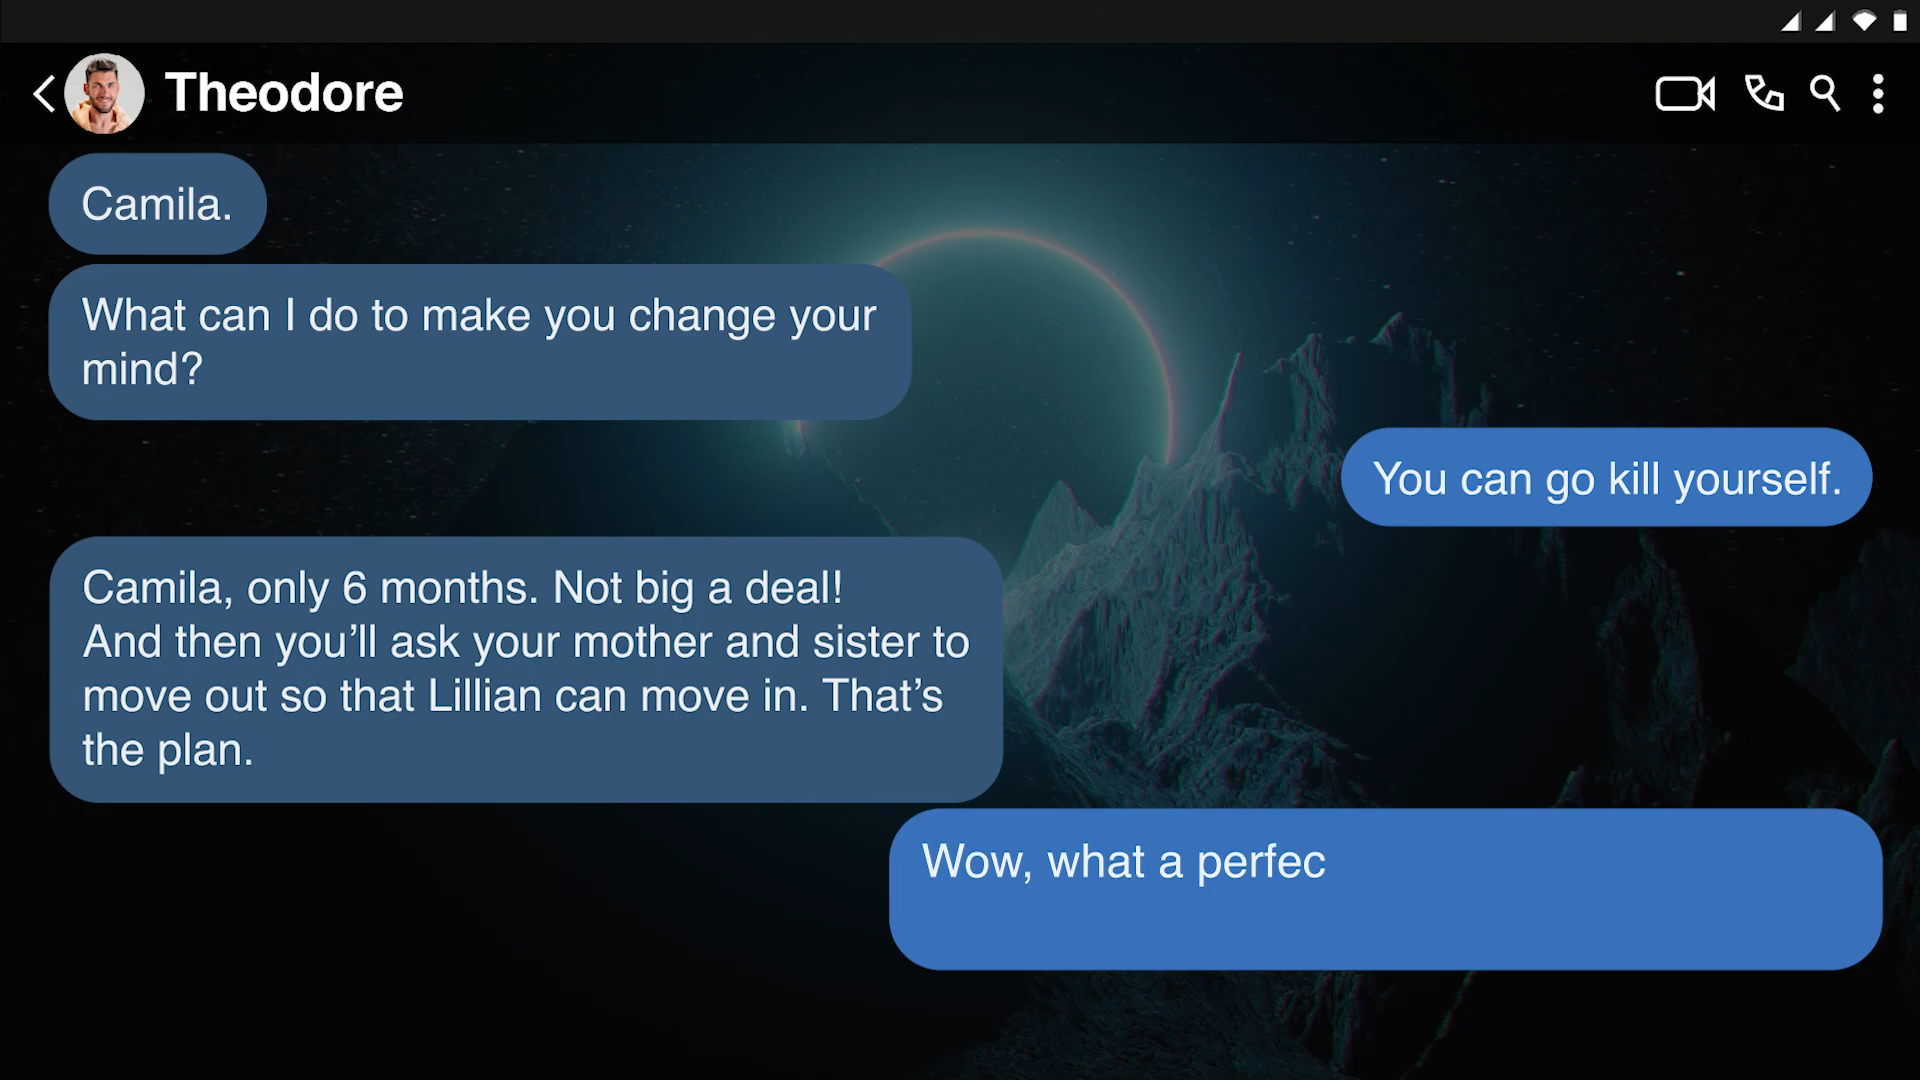 Theodore
Camila.
What can I do to make you change your
mind?
You can go kill yourself.
Camila, only 6 months. Not big a deal!
And then you’ll ask your mother and sister to
move out so that Lillian can move in. That’s
the plan.
Wow, what a perfec